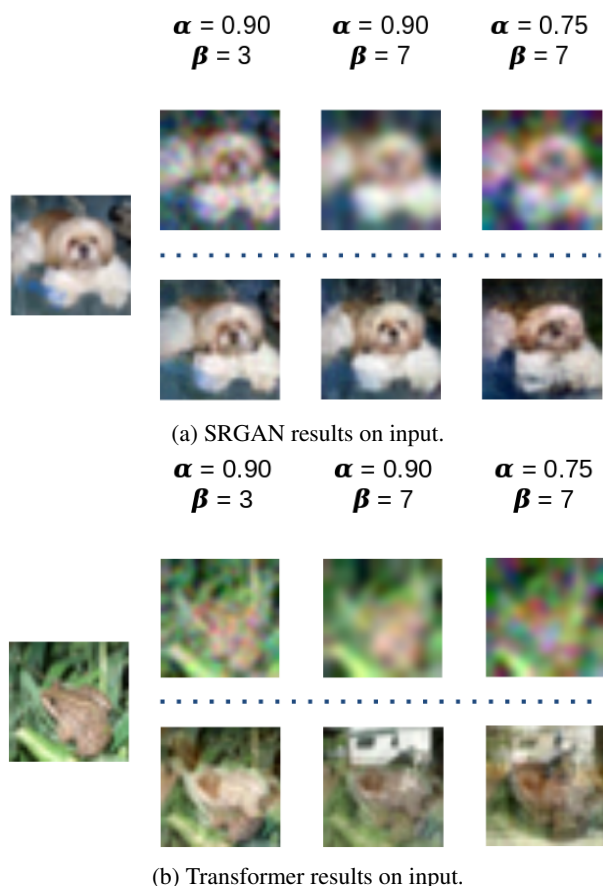 α = 0.90 α = 0.90 α = 0.75
β = 3 β = 7 β = 7
(a) SRGAN results on input.
α = 0.90 α = 0.90 α = 0.75
β = 3 β = 7 β = 7
(b) Transformer results on input.